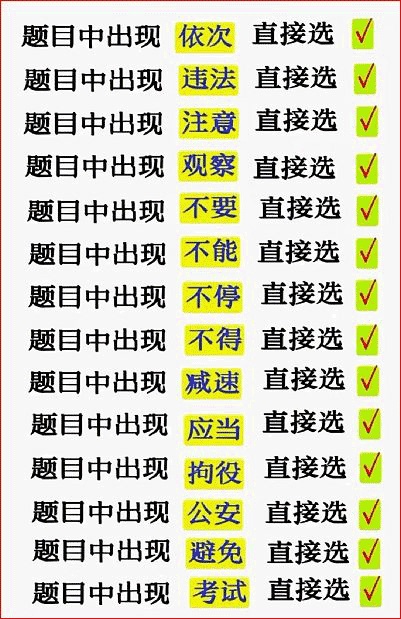 题目中出现 依次 直接选 ✓
题目中出现 违法 直接选 ✓
题目中出现 注意 直接选 ✓
题目中出现 观察 直接选 ✓
题目中出现 不要 直接选 ✓
题目中出现 不能 直接选 ✓
题目中出现 不停 直接选 ✓
题目中出现 不得 直接选 ✓
题目中出现 减速 直接选 ✓
题目中出现 应当 直接选 ✓
题目中出现 拘役 直接选 ✓
题目中出现 公安 直接选 ✓
题目中出现 避免 直接选 ✓
题目中出现 考试 直接选 ✓